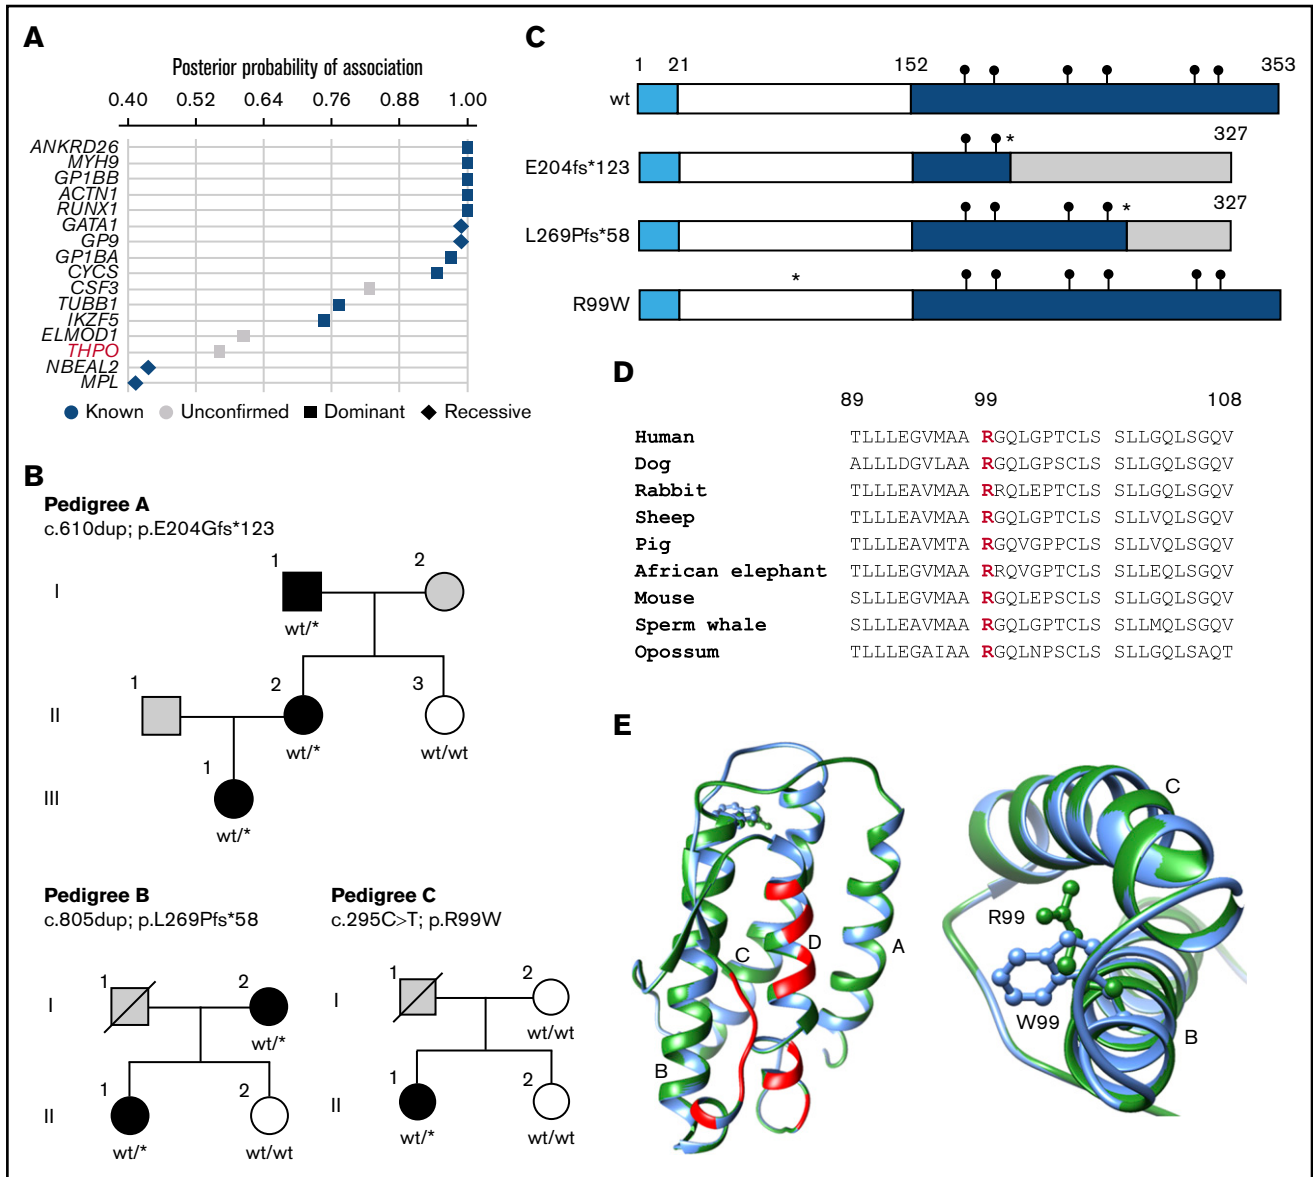 A
Posterior probability of association
0.40 0.52 0.64 0.76 0.88 1.00
ANKRD26
MYH9
GP1BB
ACTN1
RUNX1
GATA1
GP9
GP1BA
CYCS
CSF3
TUBB1
IKZF5
ELMOD1
THPO
NBEAL2
MPL
Known Unconfirmed Dominant Recessive
B
Pedigree A
c.610dup; p.E204Gfs*123
I
1 2
wt/*
II
1 2 3
wt/* wt/wt
III
1
wt/*
Pedigree B
c.805dup; p.L269Pfs*58
I
1 2
wt/*
II
1 2
wt/* wt/wt
Pedigree C
c.295C>T; p.R99W
I
1 2
wt/wt
II
1 2
wt/* wt/wt
C
1 21 152 353
wt
327
E204fs*123 *
327
L269Pfs*58 *
R99W *
D
89 99 108
Human TLLLEGVMAA RGQLGPTCLS SLLGQLSGQV
Dog ALLLDGVLAA RGQLGPSCLS SLLGQLSGQV
Rabbit TLLLEAVMAA RRQLEPTCLS SLLGQLSGQV
Sheep TLLLEAVMAA RGQLGPTCLS SLLVQLSGQV
Pig TLLLEAVMTA RGQVGPPCLS SLLVQLSGQV
African elephant TLLLEGVMAA RRQVGPTCLS SLLEQLSGQV
Mouse SLLLEGVMAA RGQLEPSCLS SLLGQLSGQV
Sperm whale SLLLEAVMAA RGQLGPTCLS SLLMQLSGQV
Opossum TLLLEGAIAA RGQLNPSCLS SLLGQLSAQT
E
C D A
B
C
R99
W99
B